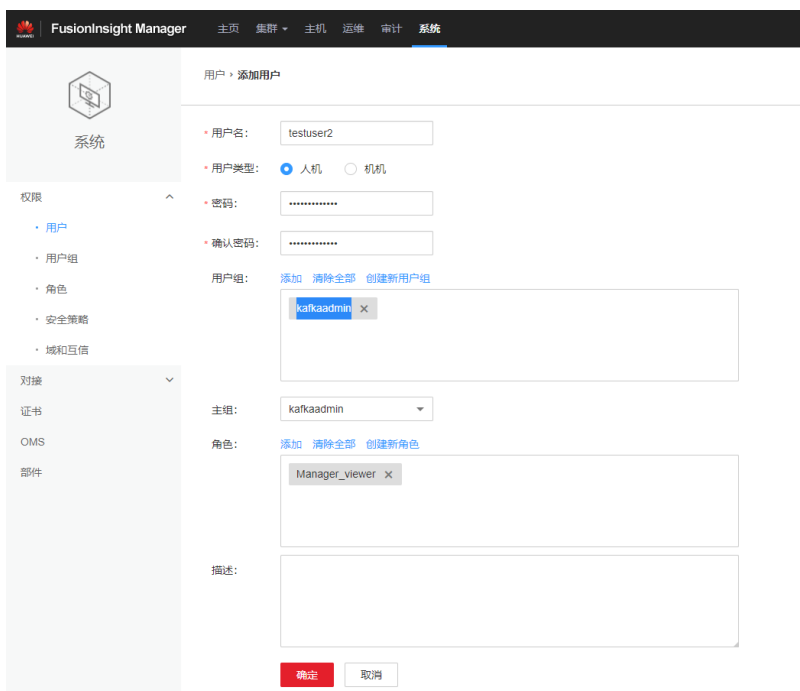 HUAWEI FusionInsight Manager 主页 集群 主机 运维 审计 系统
系统
权限
• 用户
• 用户组
• 角色
• 安全策略
• 域和互信
对接
证书
OMS
部件
用户 › 添加用户
* 用户名: testuser2
* 用户类型: 人机 机机
* 密码: •••••••••••••
* 确认密码: •••••••••••••
用户组: 添加 清除全部 创建新用户组
kafkaadmin ×
主组: kafkaadmin
角色: 添加 清除全部 创建新角色
Manager_viewer ×
描述:
确定 取消